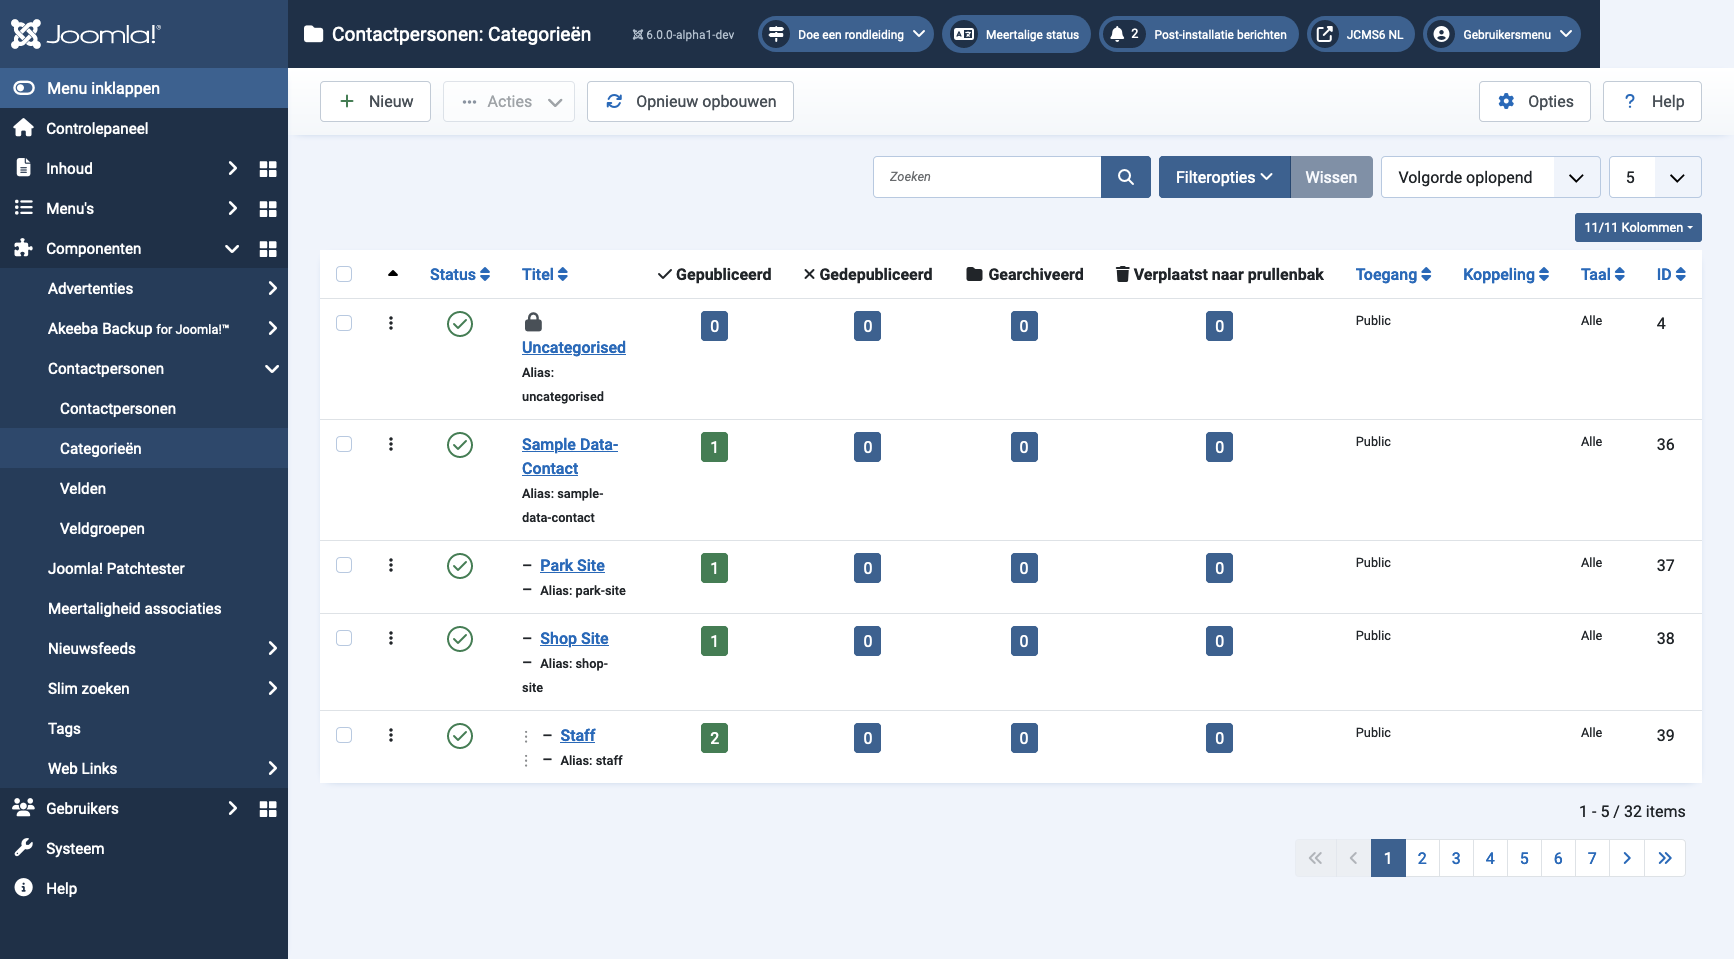 Joomla!®
Contactpersonen: Categorieën
6.0.0-alpha1-dev
Doe een rondleiding
Meertalige status
2
Post-installatie berichten
JCMS6 NL
Gebruikersmenu
Menu inklappen
Controlepaneel
Inhoud
Menu's
Componenten
Advertenties
Akeeba Backup for Joomla!™
Contactpersonen
Contactpersonen
Categorieën
Velden
Veldgroepen
Joomla! Patchtester
Meertaligheid associaties
Nieuwsfeeds
Slim zoeken
Tags
Web Links
Gebruikers
Systeem
Help
Nieuw
Acties
Opnieuw opbouwen
Opties
? Help
Zoeken
Filteropties
Wissen
Volgorde oplopend
5
11/11 Kolommen
Status Titel Gepubliceerd Gedepubliceerd Gearchiveerd Verplaatst naar prullenbak Toegang Koppeling Taal ID
Uncategorised 0 0 0 0 Public Alle 4
Alias:
uncategorised
Sample Data- 1 0 0 0 Public Alle 36
Contact
Alias: sample-
data-contact
– Park Site 1 0 0 0 Public Alle 37
– Alias: park-site
– Shop Site 1 0 0 0 Public Alle 38
– Alias: shop-
site
⋮ – Staff 2 0 0 0 Public Alle 39
⋮ – Alias: staff
1 - 5 / 32 items
1 2 3 4 5 6 7